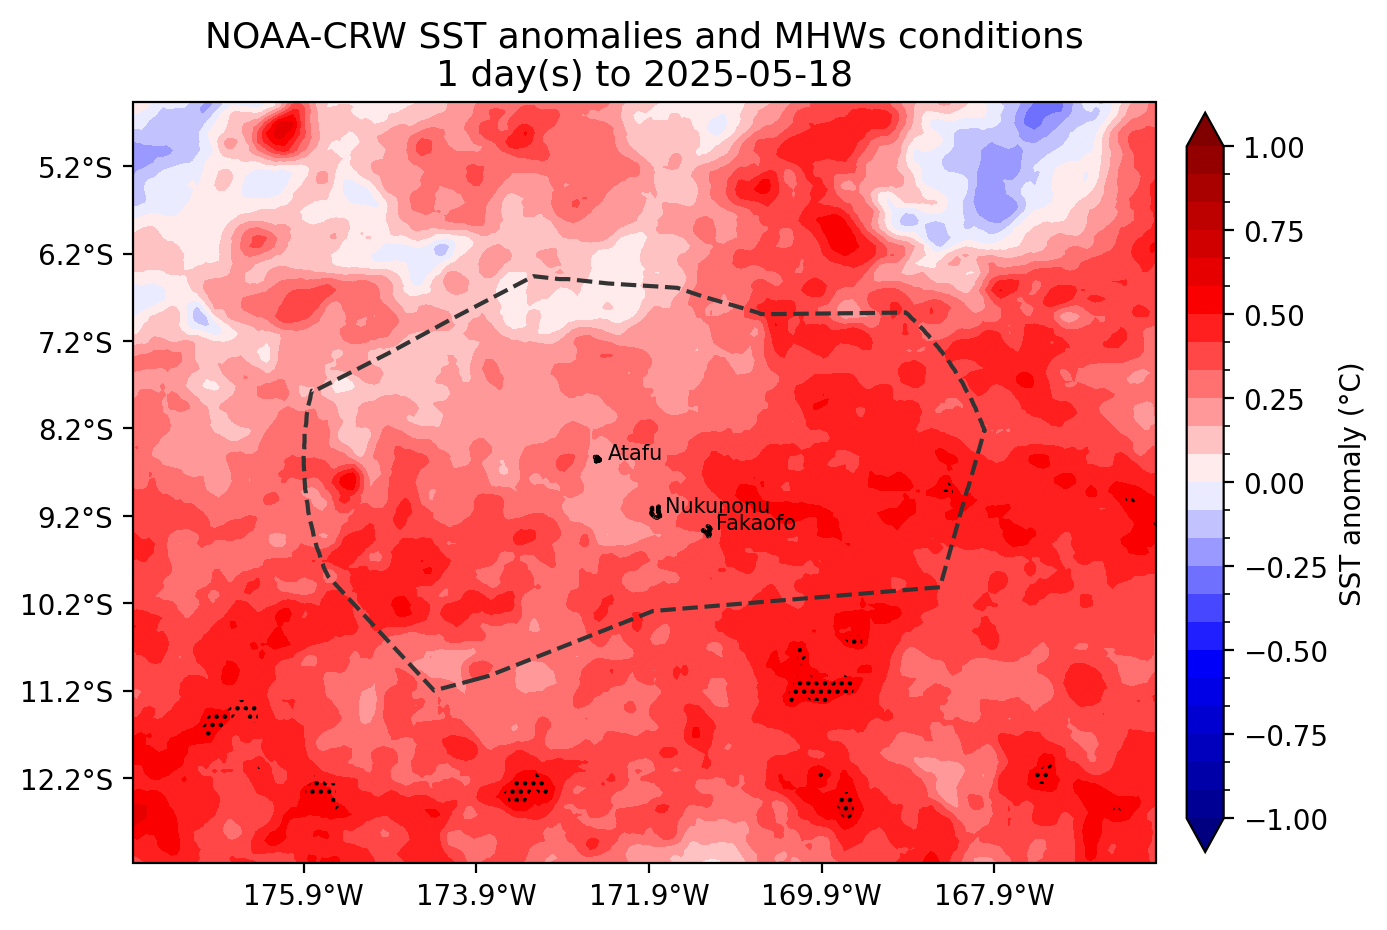 NOAA-CRW SST anomalies and MHWs conditions
1 day(s) to 2025-05-18
5.2°S
6.2°S
7.2°S
8.2°S
9.2°S
10.2°S
11.2°S
12.2°S
Atafu
Nukunonu
Fakaofo
175.9°W
173.9°W
171.9°W
169.9°W
167.9°W
1.00
0.75
0.50
0.25
0.00
−0.25
−0.50
−0.75
−1.00
SST anomaly (°C)